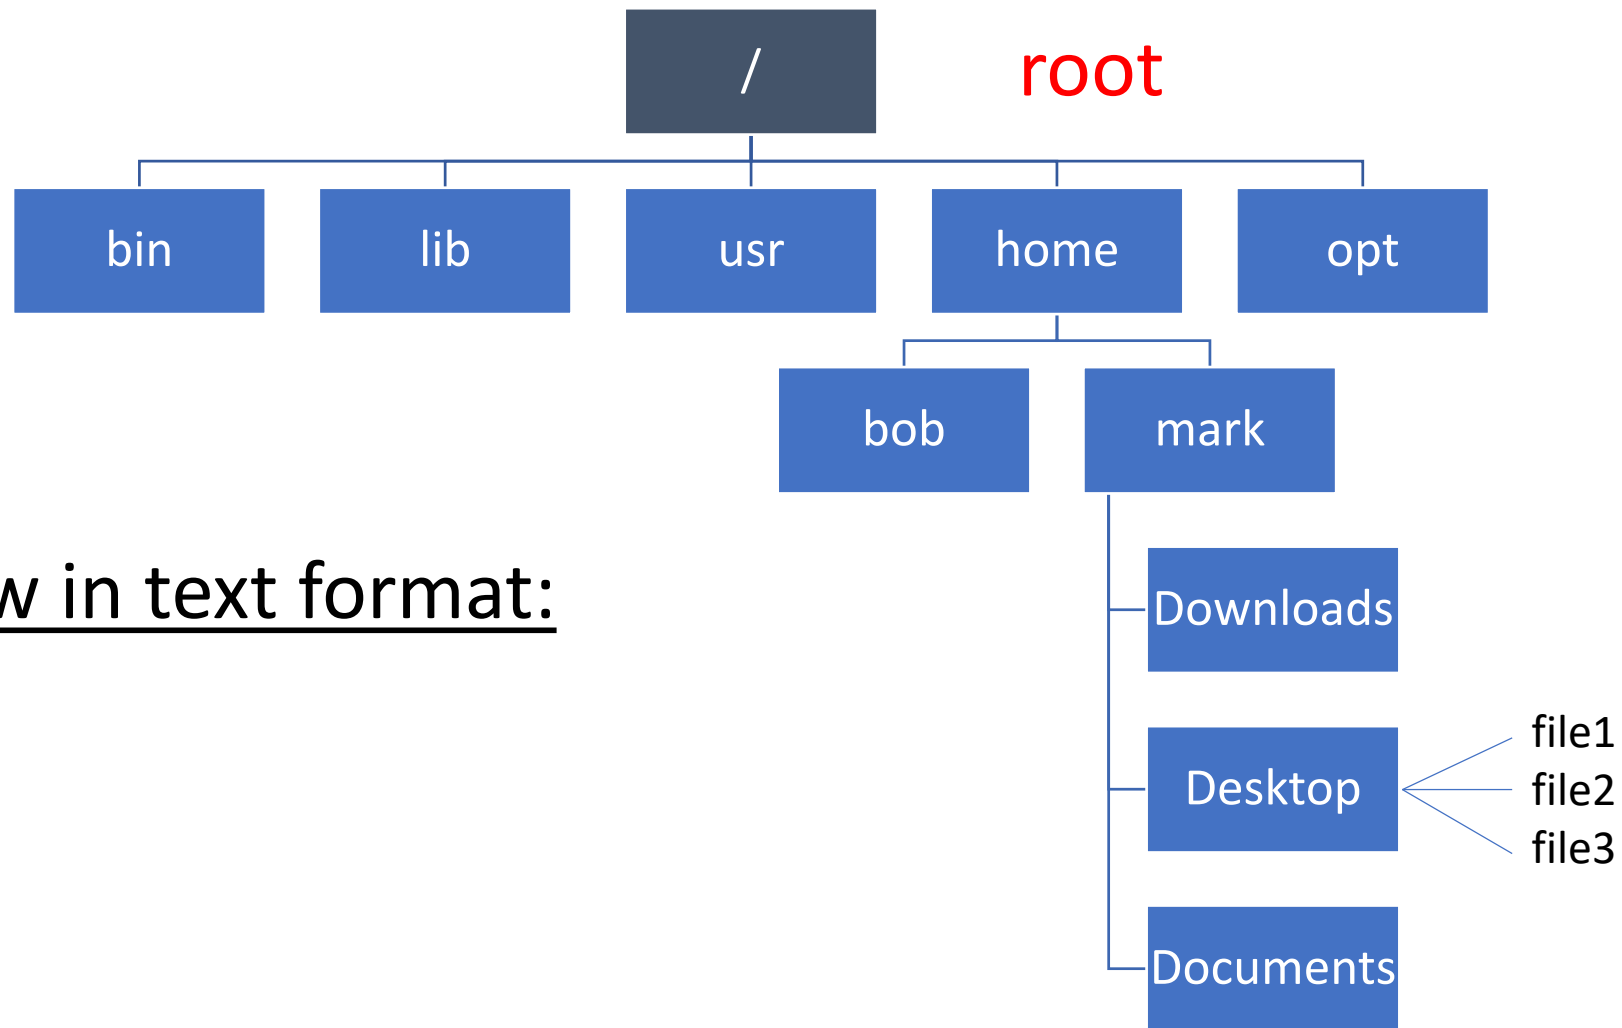 /
root
bin
lib
usr
home
opt
bob
mark
in text format:
Downloads
Desktop
file1
file2
file3
Documents